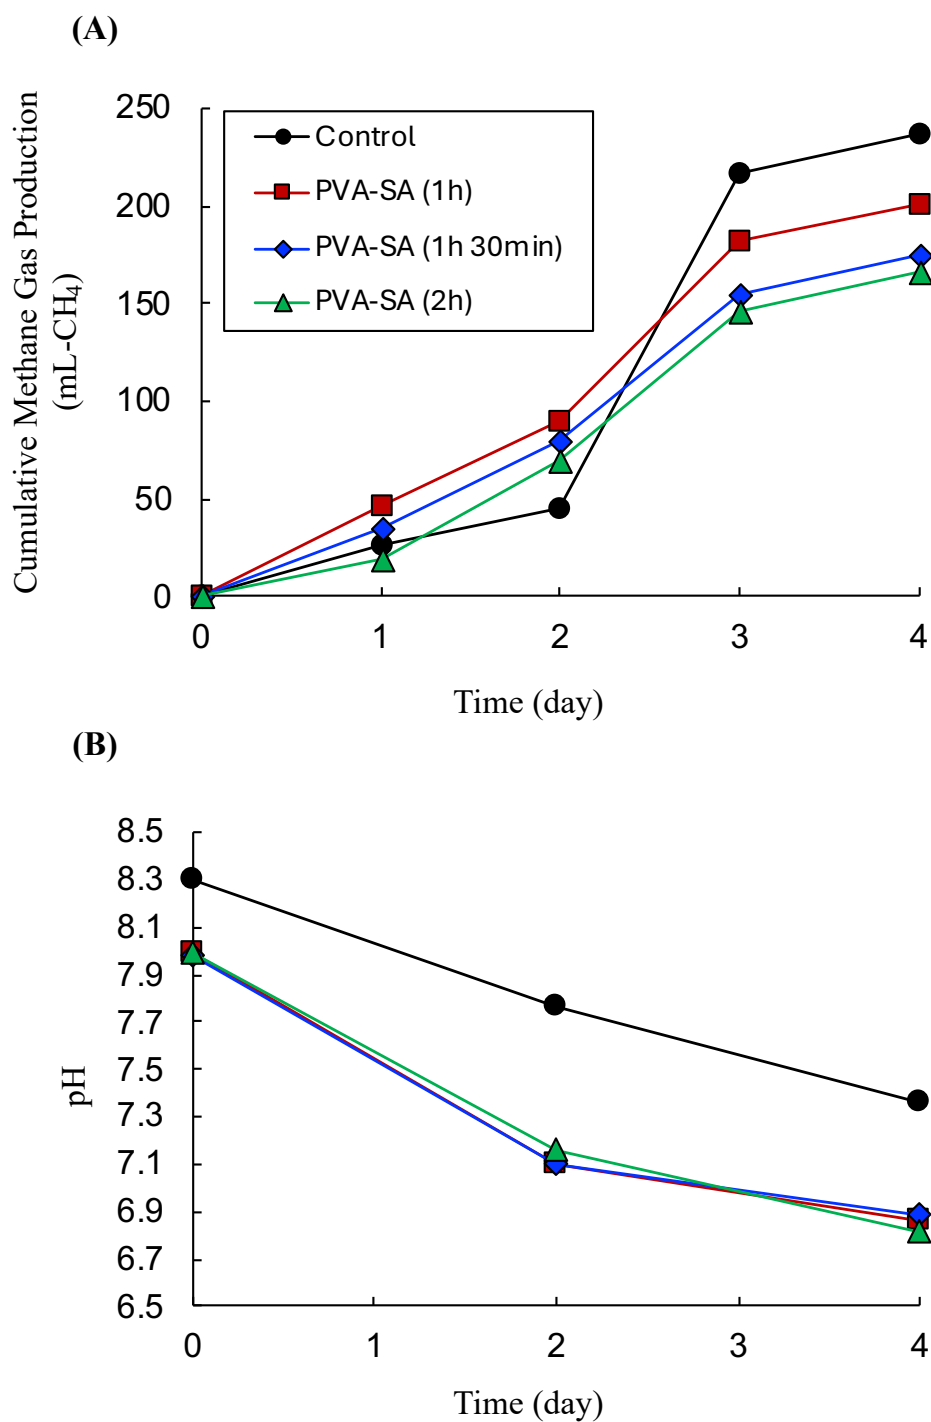 (A)
Cumulative Methane Gas Production
(mL-CH₄)
250
200
150
100
50
0
Control
PVA-SA (1h)
PVA-SA (1h 30min)
PVA-SA (2h)
0 1 2 3 4
Time (day)
(B)
pH
8.5
8.3
8.1
7.9
7.7
7.5
7.3
7.1
6.9
6.7
6.5
0 1 2 3 4
Time (day)